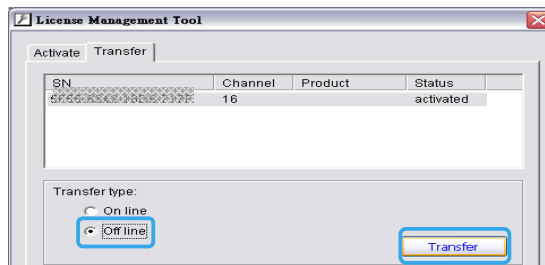 License Management Tool
Activate Transfer
SN Channel Product Status
16 activated
Transfer type:
On line
Off line
Transfer